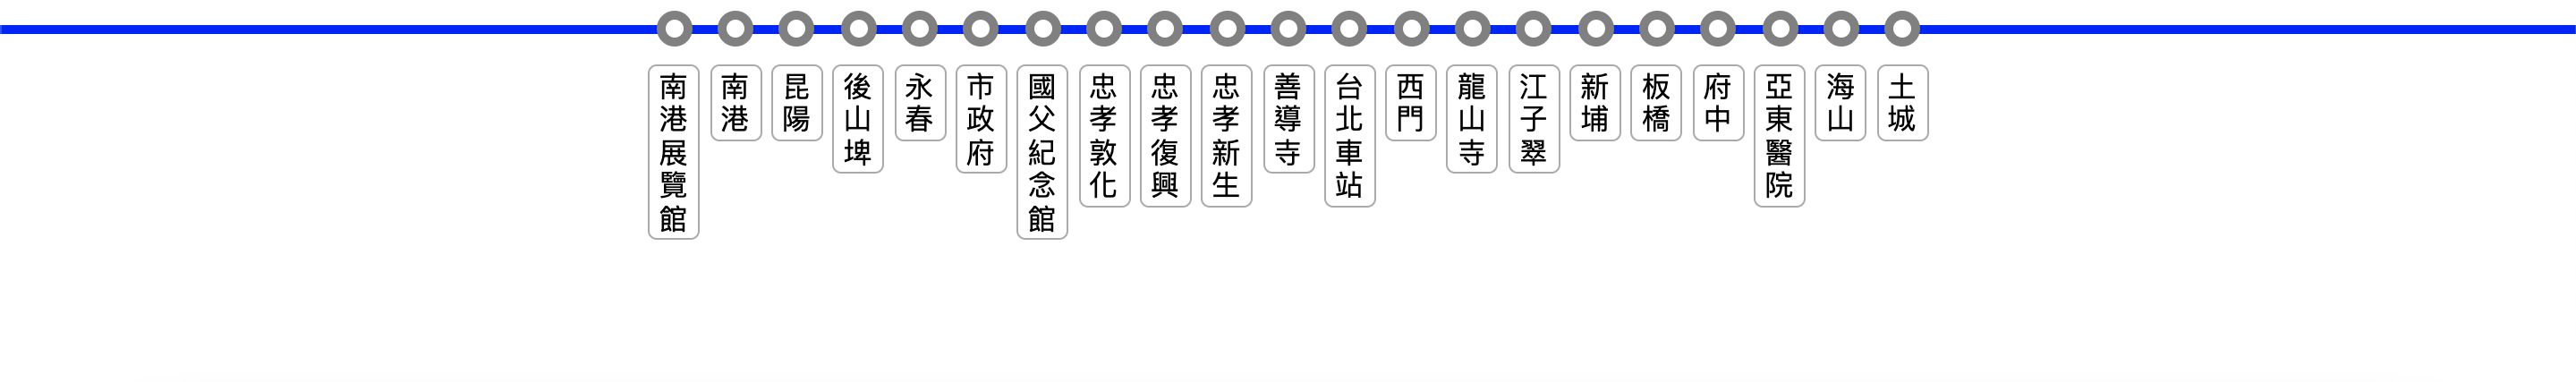 南港展覽館
南港
昆陽
後山埤
永春
市政府
國父紀念館
忠孝敦化
忠孝復興
忠孝新生
善導寺
台北車站
西門
龍山寺
江子翠
新埔
板橋
府中
亞東醫院
海山
土城